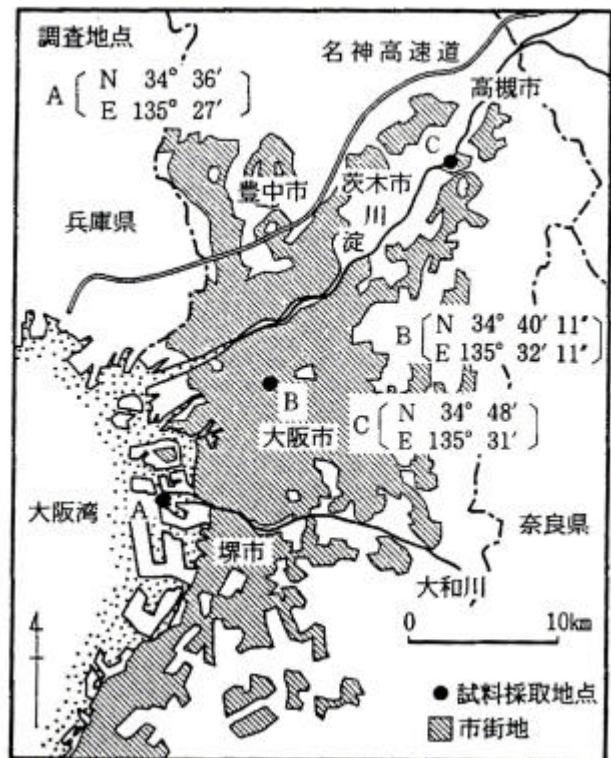 調査地点
A N 34° 36′
E 135° 27′
名神高速道
高槻市
C
豊中市
茨木市
淀川
兵庫県
B N 34° 40′ 11″
E 135° 32′ 11″
B
大阪市
C N 34° 48′
E 135° 31′
A
大阪湾
堺市
奈良県
大和川
0 10km
4
●試料採取地点
市街地